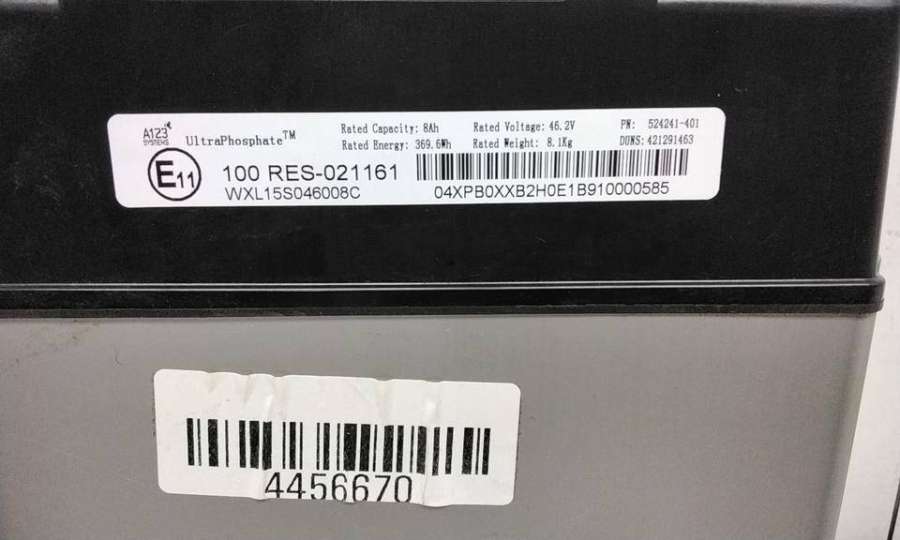 A123
SYSTEMS
UltraPhosphate™
Rated Capacity: 8Ah Rated Voltage: 46.2V PN: 524241-401
Rated Energy: 369.6Wh Rated Weight: 8.1Kg DUNS: 421291463
E11
100 RES-021161
WXL15S046008C
04XPB0XXB2H0E1B910000585
4456670